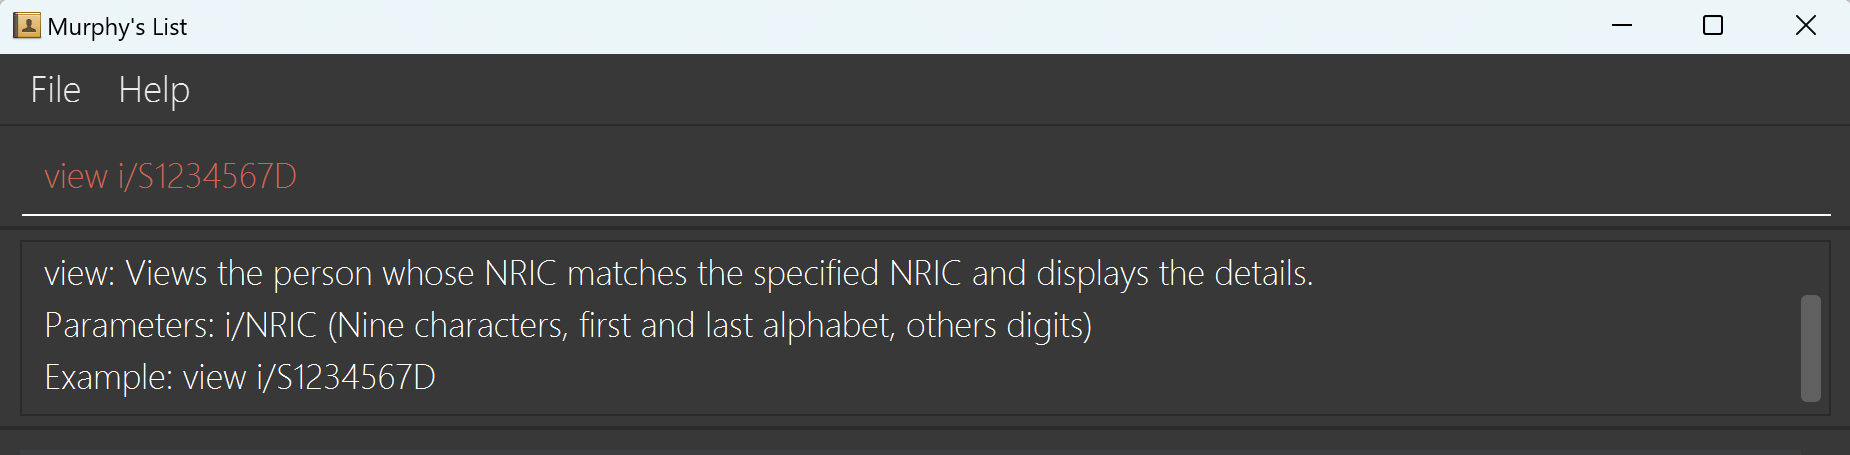 Murphy's List
File Help
view i/S1234567D
view: Views the person whose NRIC matches the specified NRIC and displays the details.
Parameters: i/NRIC (Nine characters, first and last alphabet, others digits)
Example: view i/S1234567D